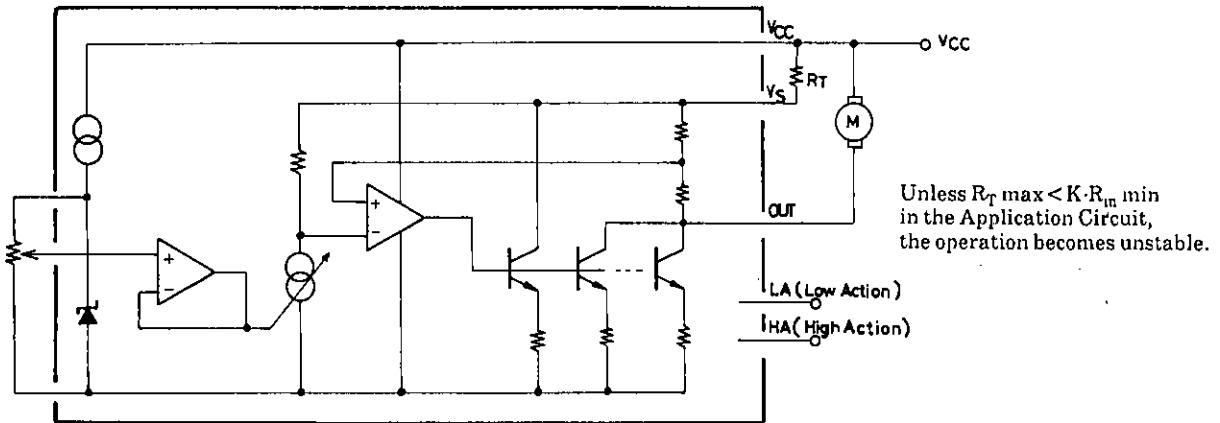 VCC
VCC
RT
VS
M
+
-
OUT
+
-
Unless RT max < K·Rm min
in the Application Circuit,
the operation becomes unstable.
LA (Low Action)
HA (High Action)